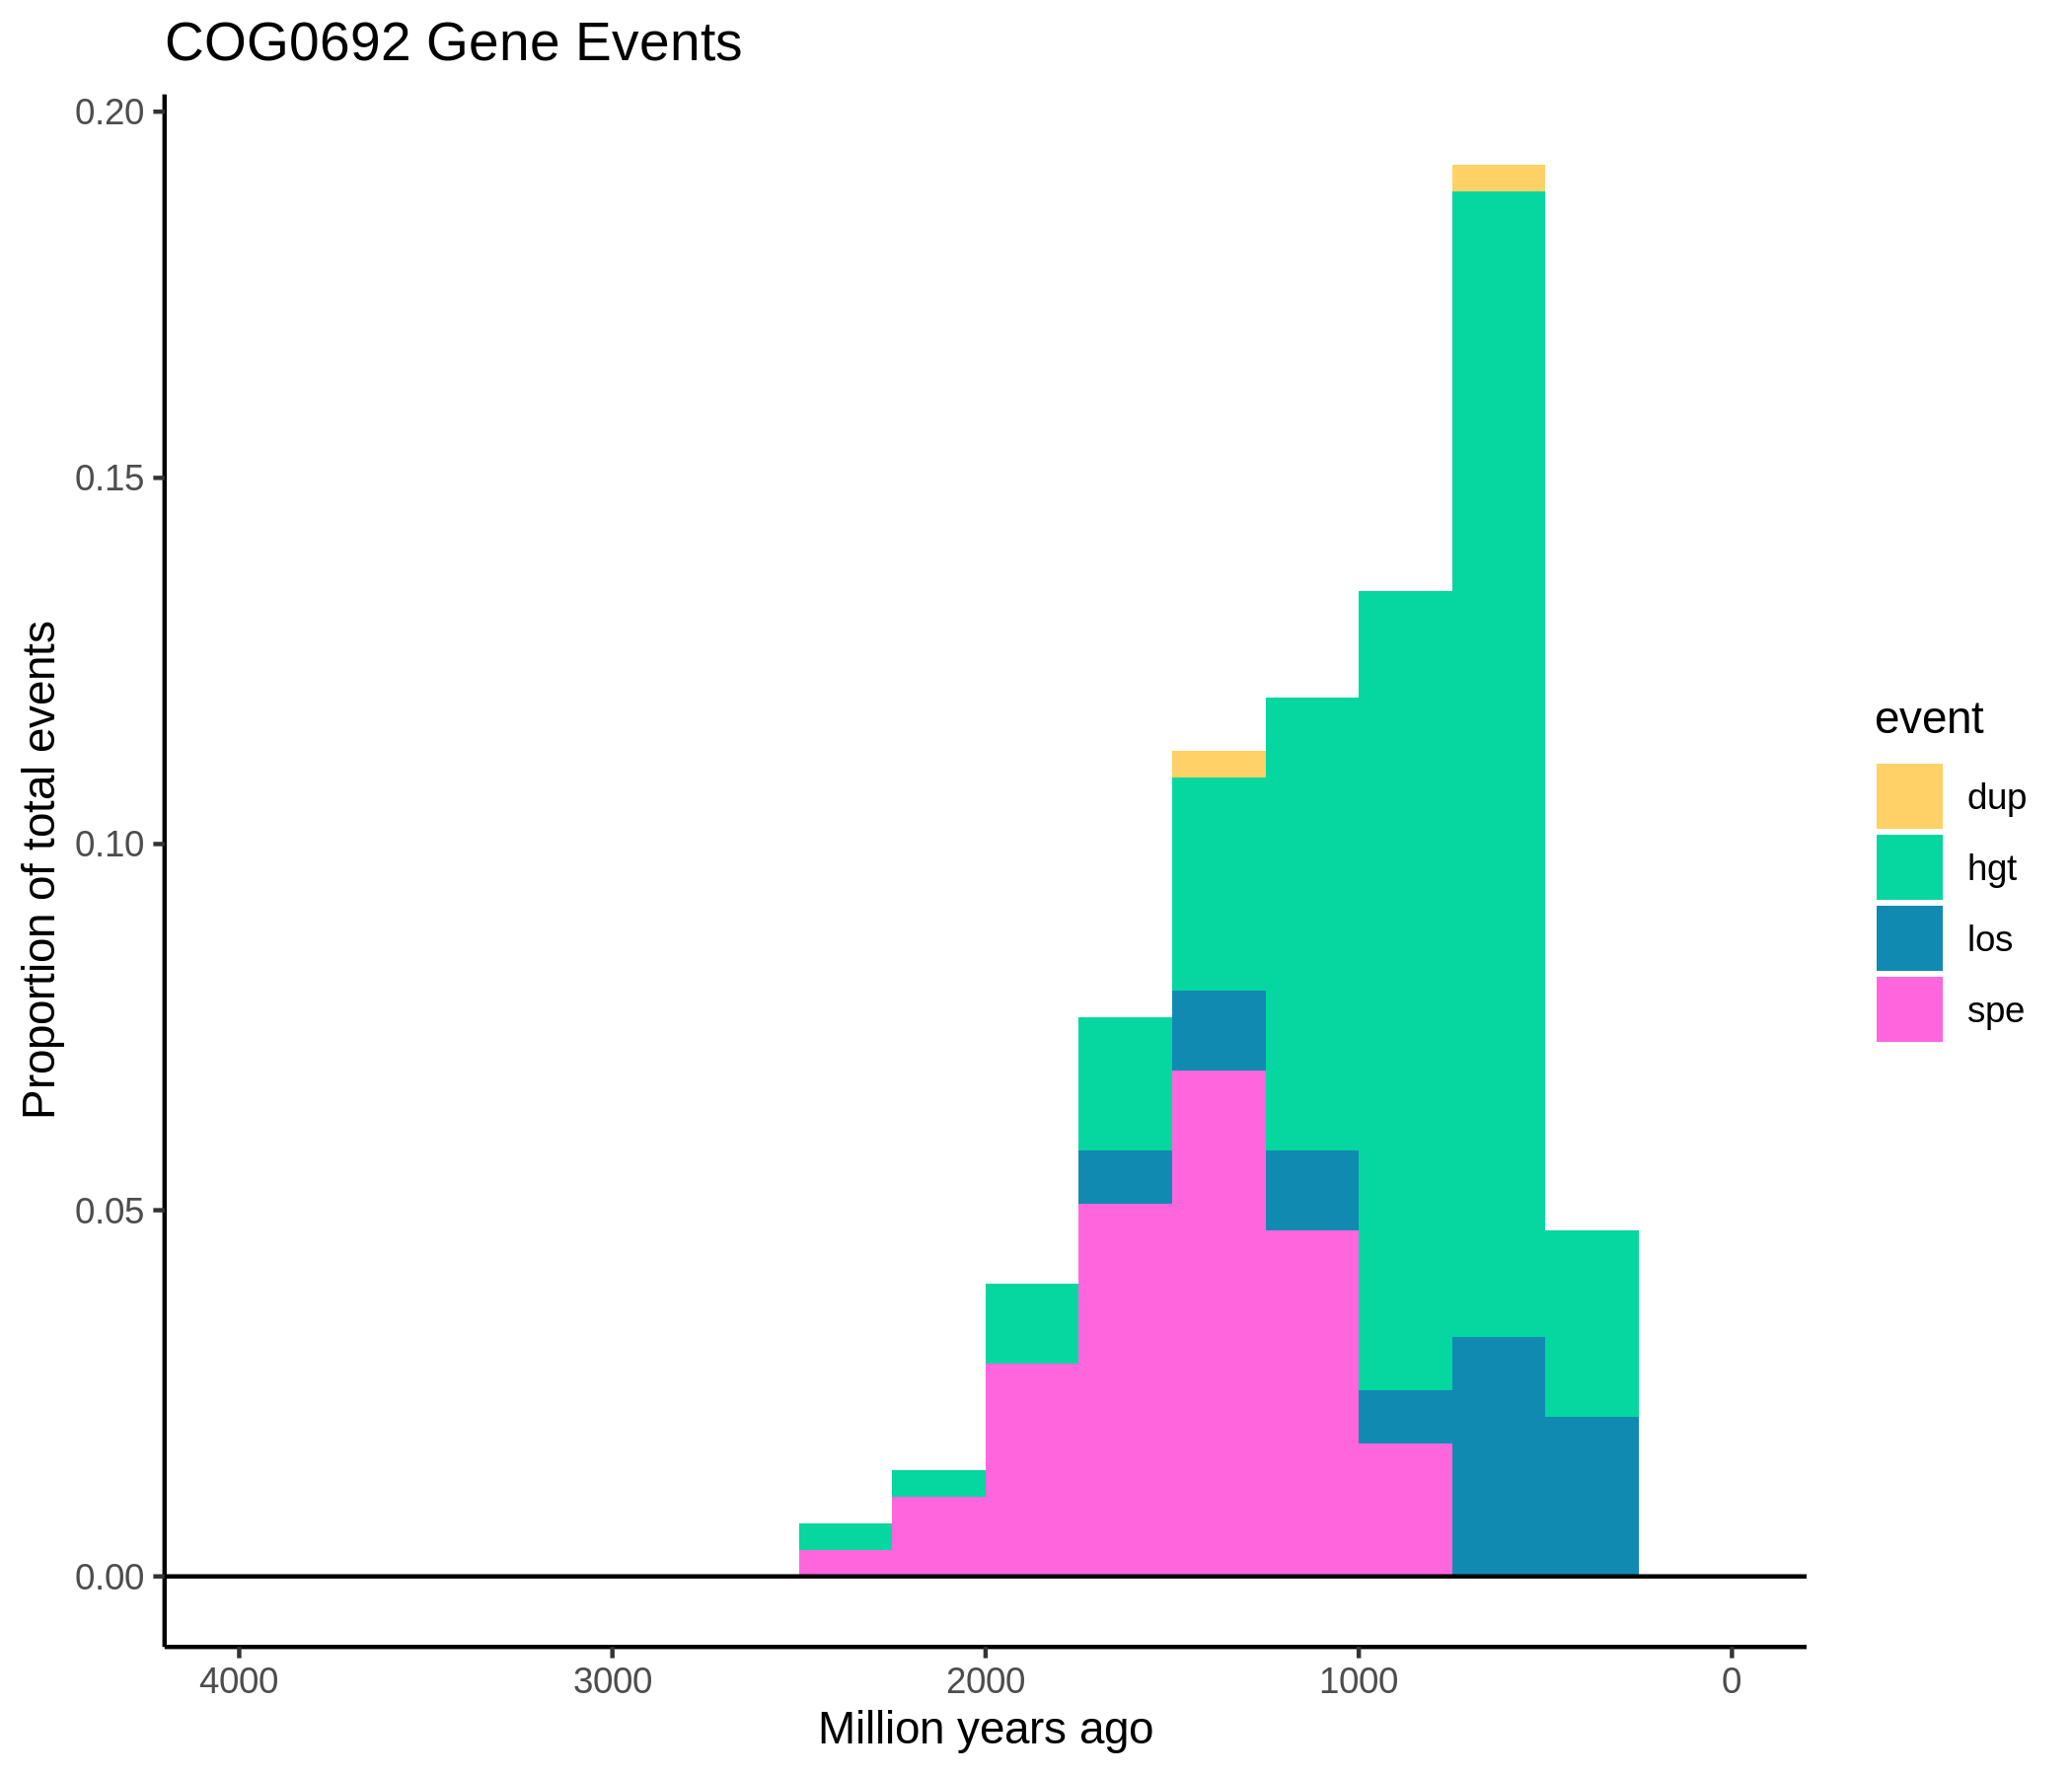 COG0692 Gene Events
Proportion of total events
0.20
0.15
0.10
0.05
0.00
4000 3000 2000 1000 0
Million years ago
event
dup
hgt
los
spe